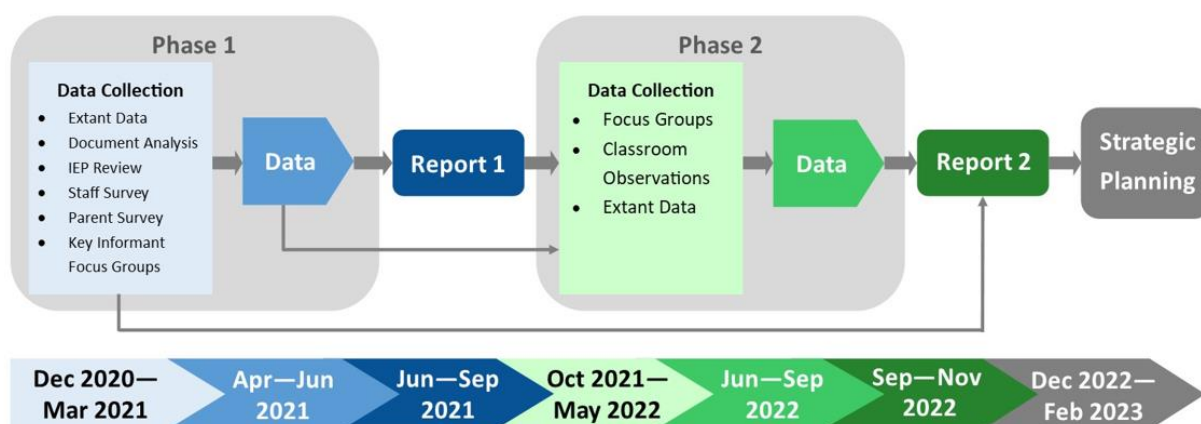 Phase 1
Data Collection
• Extant Data
• Document Analysis
• IEP Review
• Staff Survey
• Parent Survey
• Key Informant
Focus Groups
Data
Report 1
Phase 2
Data Collection
• Focus Groups
• Classroom
Observations
• Extant Data
Data
Report 2
Strategic
Planning
Dec 2020—
Mar 2021
Apr—Jun
2021
Jun—Sep
2021
Oct 2021—
May 2022
Jun—Sep
2022
Sep—Nov
2022
Dec 2022—
Feb 2023